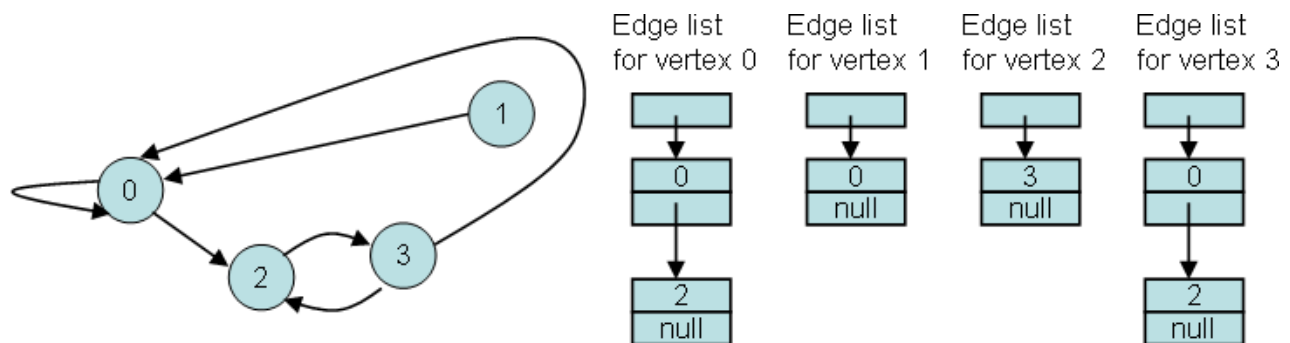 1
0
3
2
Edge list
for vertex 0
0
2
null
Edge list
for vertex 1
0
null
Edge list
for vertex 2
3
null
Edge list
for vertex 3
0
2
null